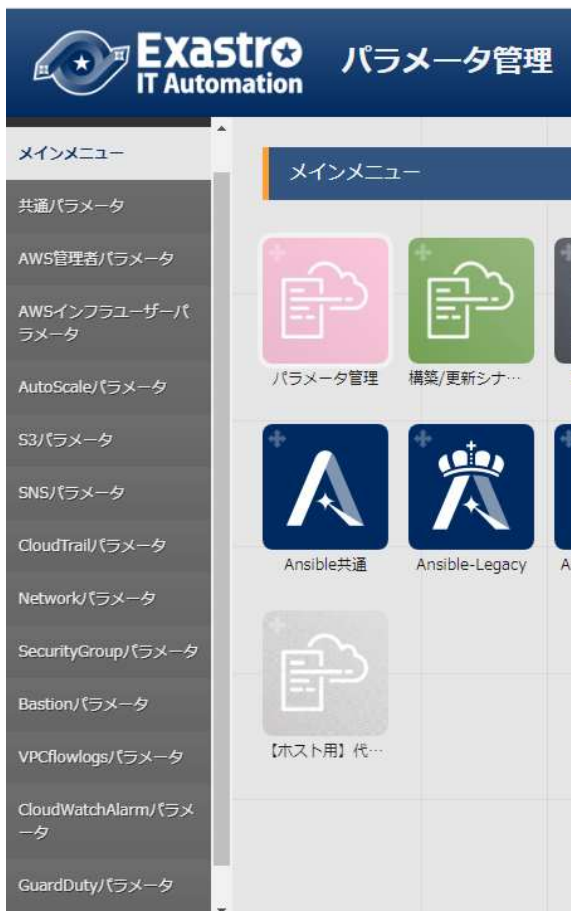 Exastro
IT Automation
パラメータ管理
メインメニュー
共通パラメータ
AWS管理者パラメータ
AWSインフラユーザーパ
ラメータ
AutoScaleパラメータ
S3パラメータ
SNSパラメータ
CloudTrailパラメータ
Networkパラメータ
SecurityGroupパラメータ
Bastionパラメータ
VPCflowlogsパラメータ
CloudWatchAlarmパラメ
ータ
GuardDutyパラメータ
メインメニュー
パラメータ管理
構築/更新シナ…
Ansible共通
Ansible-Legacy
A
【ホスト用】代…